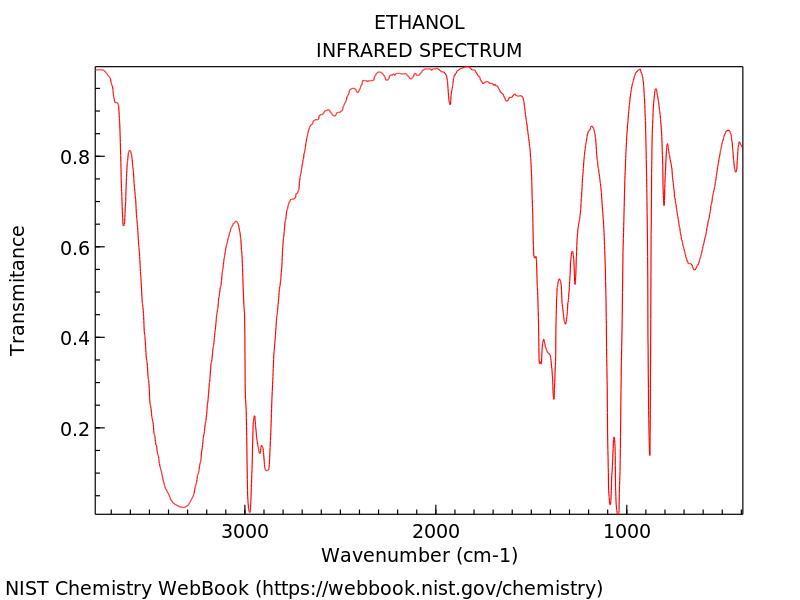 ETHANOL
INFRARED SPECTRUM
Transmitance
0.8
0.6
0.4
0.2
3000 2000 1000
Wavenumber (cm-1)
NIST Chemistry WebBook (https://webbook.nist.gov/chemistry)